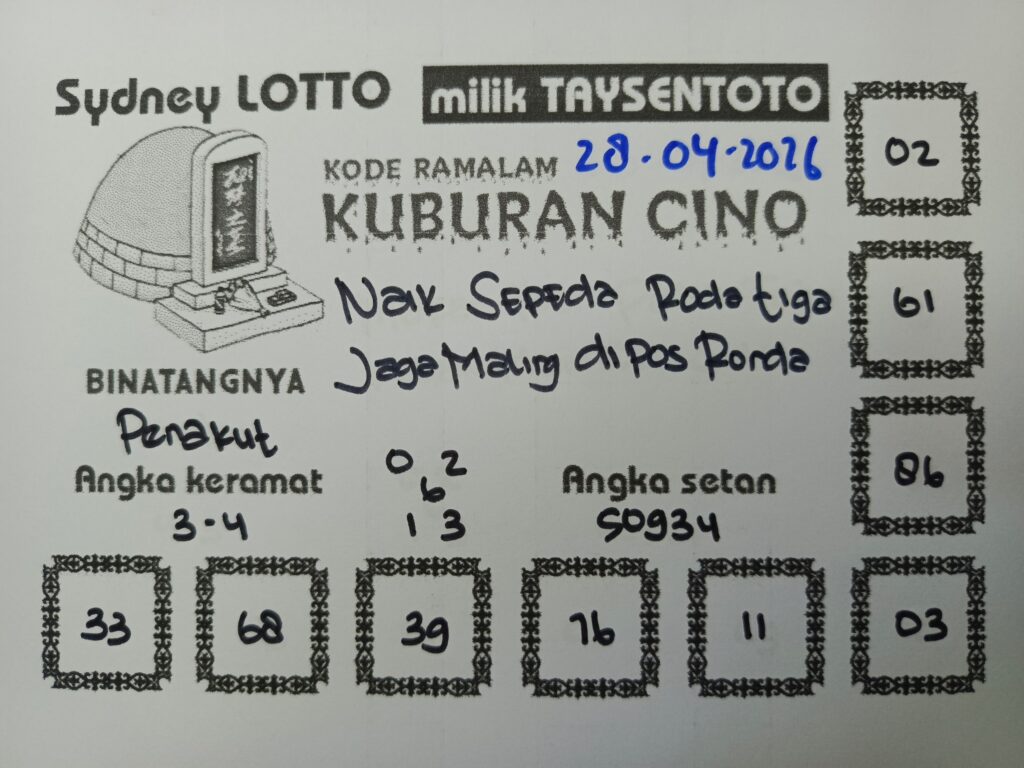 Sydney LOTTO
milik TAYSENTOTO
KODE RAMALAM 28.04.2026
KUBURAN CINO
Naik Sepeda Roda tiga
Jaga Maling di Pos Ronda
BINATANGNYA
Penakut
Angka keramat
3-4
0 2
6
1 3
Angka setan
50934
02
61
86
33 68 39 76 11 03